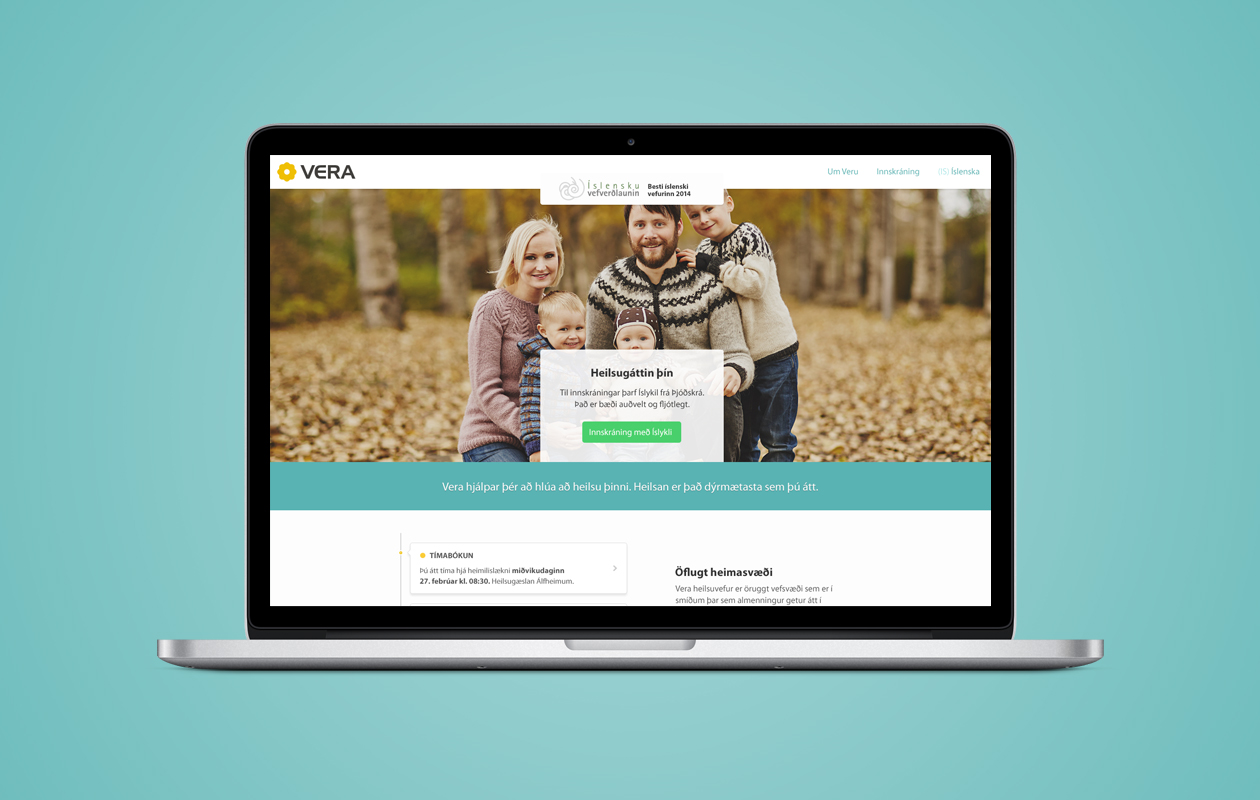 VERA
Um Veru
Innskráning
(IS) Íslenska
Íslensku
vefverðlaunin
Besti íslenski
vefurinn 2014
Heilsugáttin þín
Til innskráningar þarf Íslykil frá Þjóðskrá.
Það er bæði auðvelt og fljótlegt.
Innskráning með Íslykli
Vera hjálpar þér að hlúa að heilsu þinni. Heilsan er það dýrmætasta sem þú átt.
TÍMABÓKUN
Þú átt tíma hjá heimilislækni miðvikudaginn
27. febrúar kl. 08:30. Heilsugæslan Álfheimum.
Öflugt heimasvæði
Vera heilsuvefur er öruggt vefsvæði sem er í
smíðum þar sem almenningur getur átt í